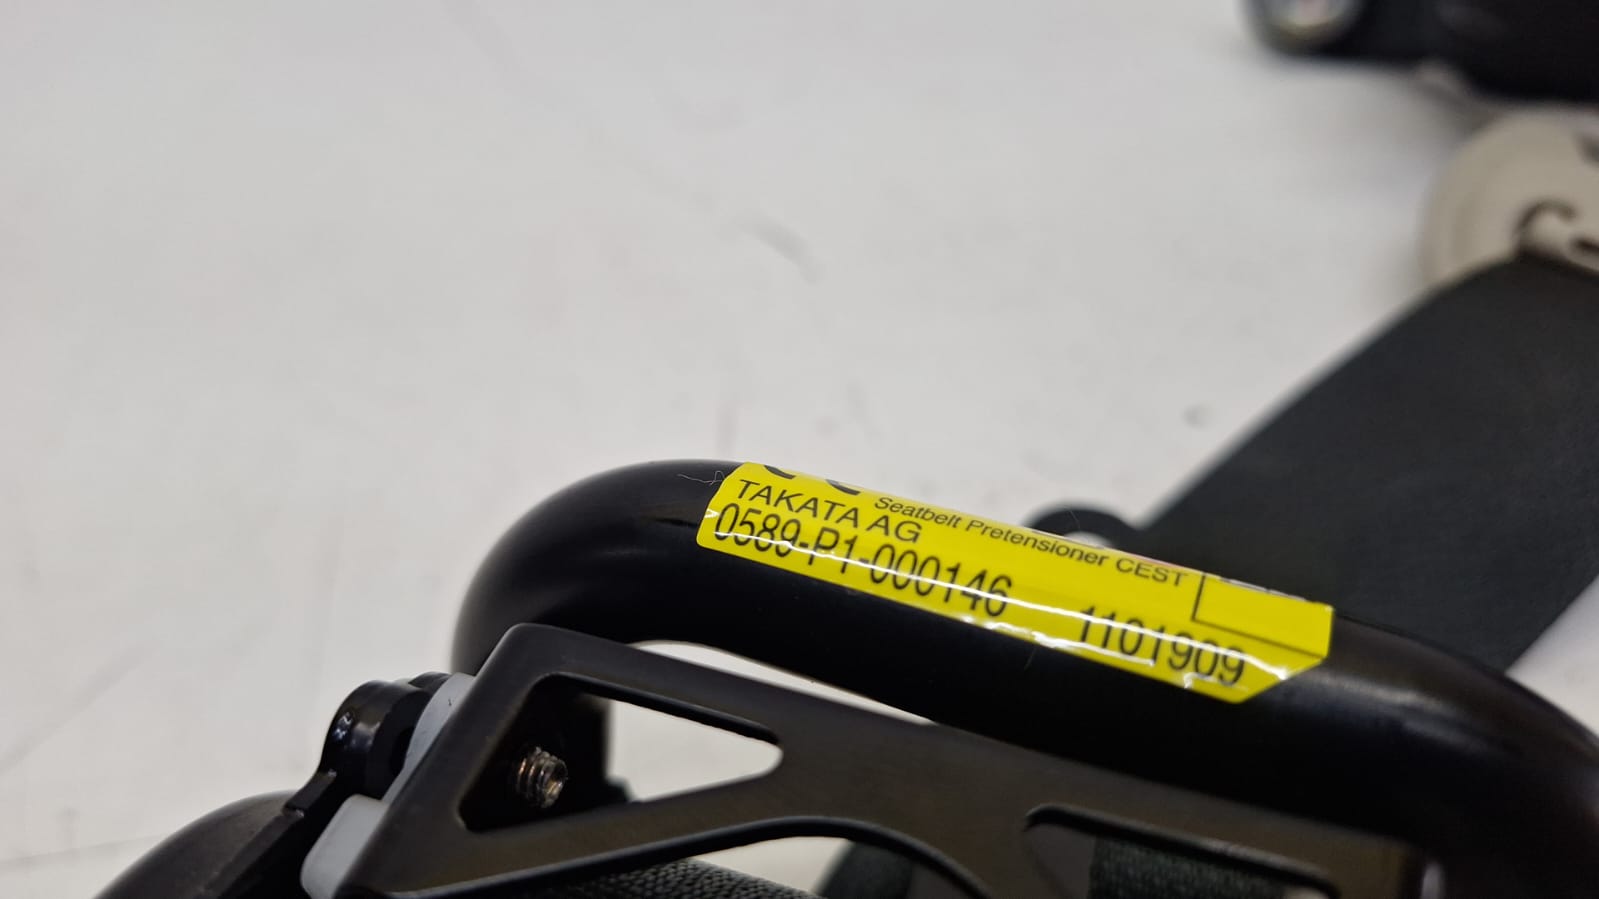 Seatbelt Pretensioner CEST
TAKATA AG
0589-P1-000146 1101909